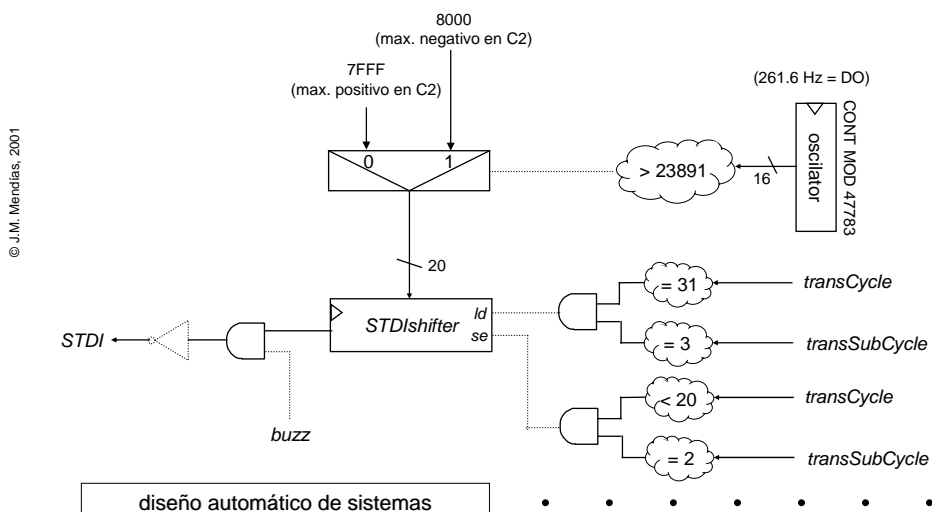 8000
(max. negativo en C2)
7FFF
(max. positivo en C2)
(261.6 Hz = DO)
© J.M. Mendías, 2001
0
1
> 23891
16
oscilator
CONT MOD 47783
20
STDIshifter
ld
se
= 31
transCycle
STDI
= 3
transSubCycle
< 20
transCycle
buzz
= 2
transSubCycle
diseño automático de sistemas